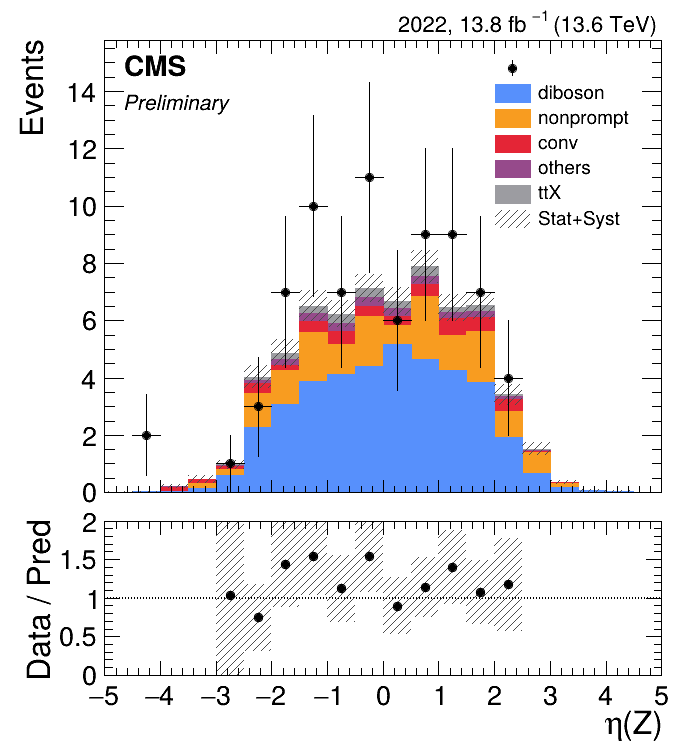 2022, 13.8 fb⁻¹ (13.6 TeV)
CMS
Preliminary
diboson
nonprompt
conv
others
ttX
Stat+Syst
Events
14
12
10
8
6
4
2
0
Data / Pred
2
1.5
1
0.5
0
−5 −4 −3 −2 −1 0 1 2 3 4 5
η(Z)